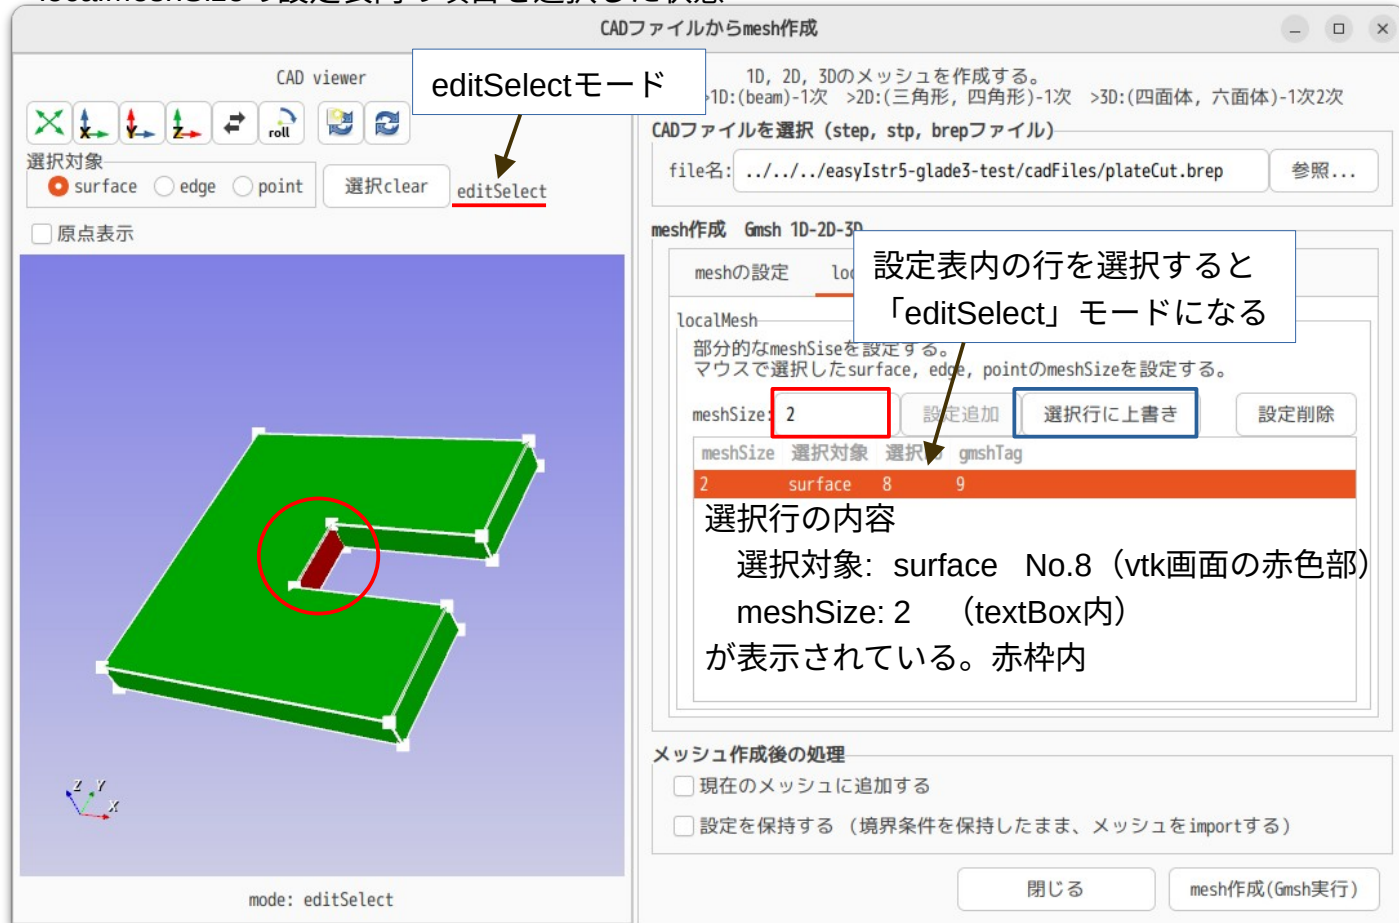 CADファイルからmesh作成
CAD viewer
editSelectモード
roll
選択対象
surface edge point
選択clear
editSelect
原点表示
Z Y
X
mode: editSelect
1D, 2D, 3Dのメッシュを作成する。
>1D:(beam)-1次 >2D:(三角形, 四角形)-1次 >3D:(四面体, 六面体)-1次2次
CADファイルを選択 (step, stp, brepファイル)
file名: ../../../easyIstr5-glade3-test/cadFiles/plateCut.brep 参照...
mesh作成 Gmsh 1D-2D-3D
meshの設定
設定表内の行を選択すると
「editSelect」モードになる
localMesh
部分的なmeshSiseを設定する。
マウスで選択したsurface, edge, pointのmeshSizeを設定する。
meshSize: 2 設定追加 選択行に上書き 設定削除
meshSize 選択対象 gmshTag
2 surface 8 9
選択行の内容
選択対象: surface No.8（vtk画面の赤色部）
meshSize: 2 （textBox内）
が表示されている。赤枠内
メッシュ作成後の処理
現在のメッシュに追加する
設定を保持する (境界条件を保持したまま、メッシュをimportする)
閉じる mesh作成(Gmsh実行)